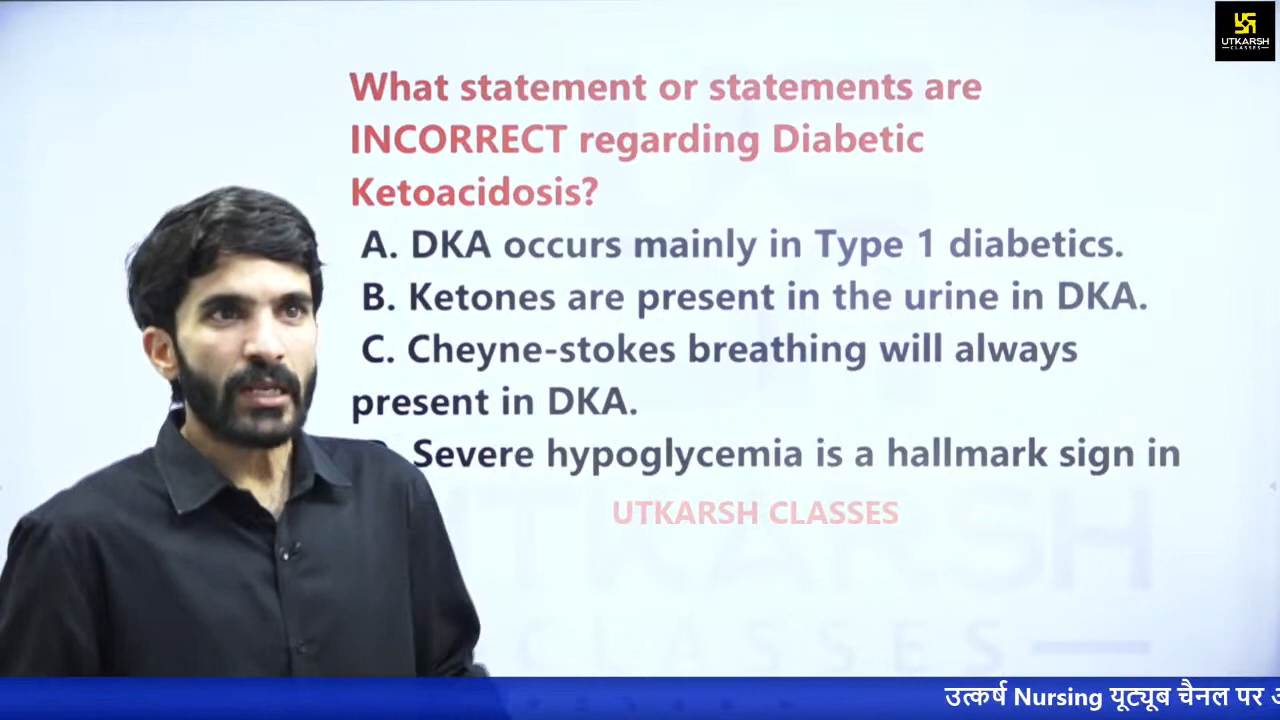 UTKARSH
CLASSES
What statement or statements are
INCORRECT regarding Diabetic
Ketoacidosis?
A. DKA occurs mainly in Type 1 diabetics.
B. Ketones are present in the urine in DKA.
C. Cheyne-stokes breathing will always
present in DKA.
Severe hypoglycemia is a hallmark sign in
UTKARSH CLASSES
UTKARSH
CLASSES
उत्कर्ष Nursing यूट्यूब चैनल पर